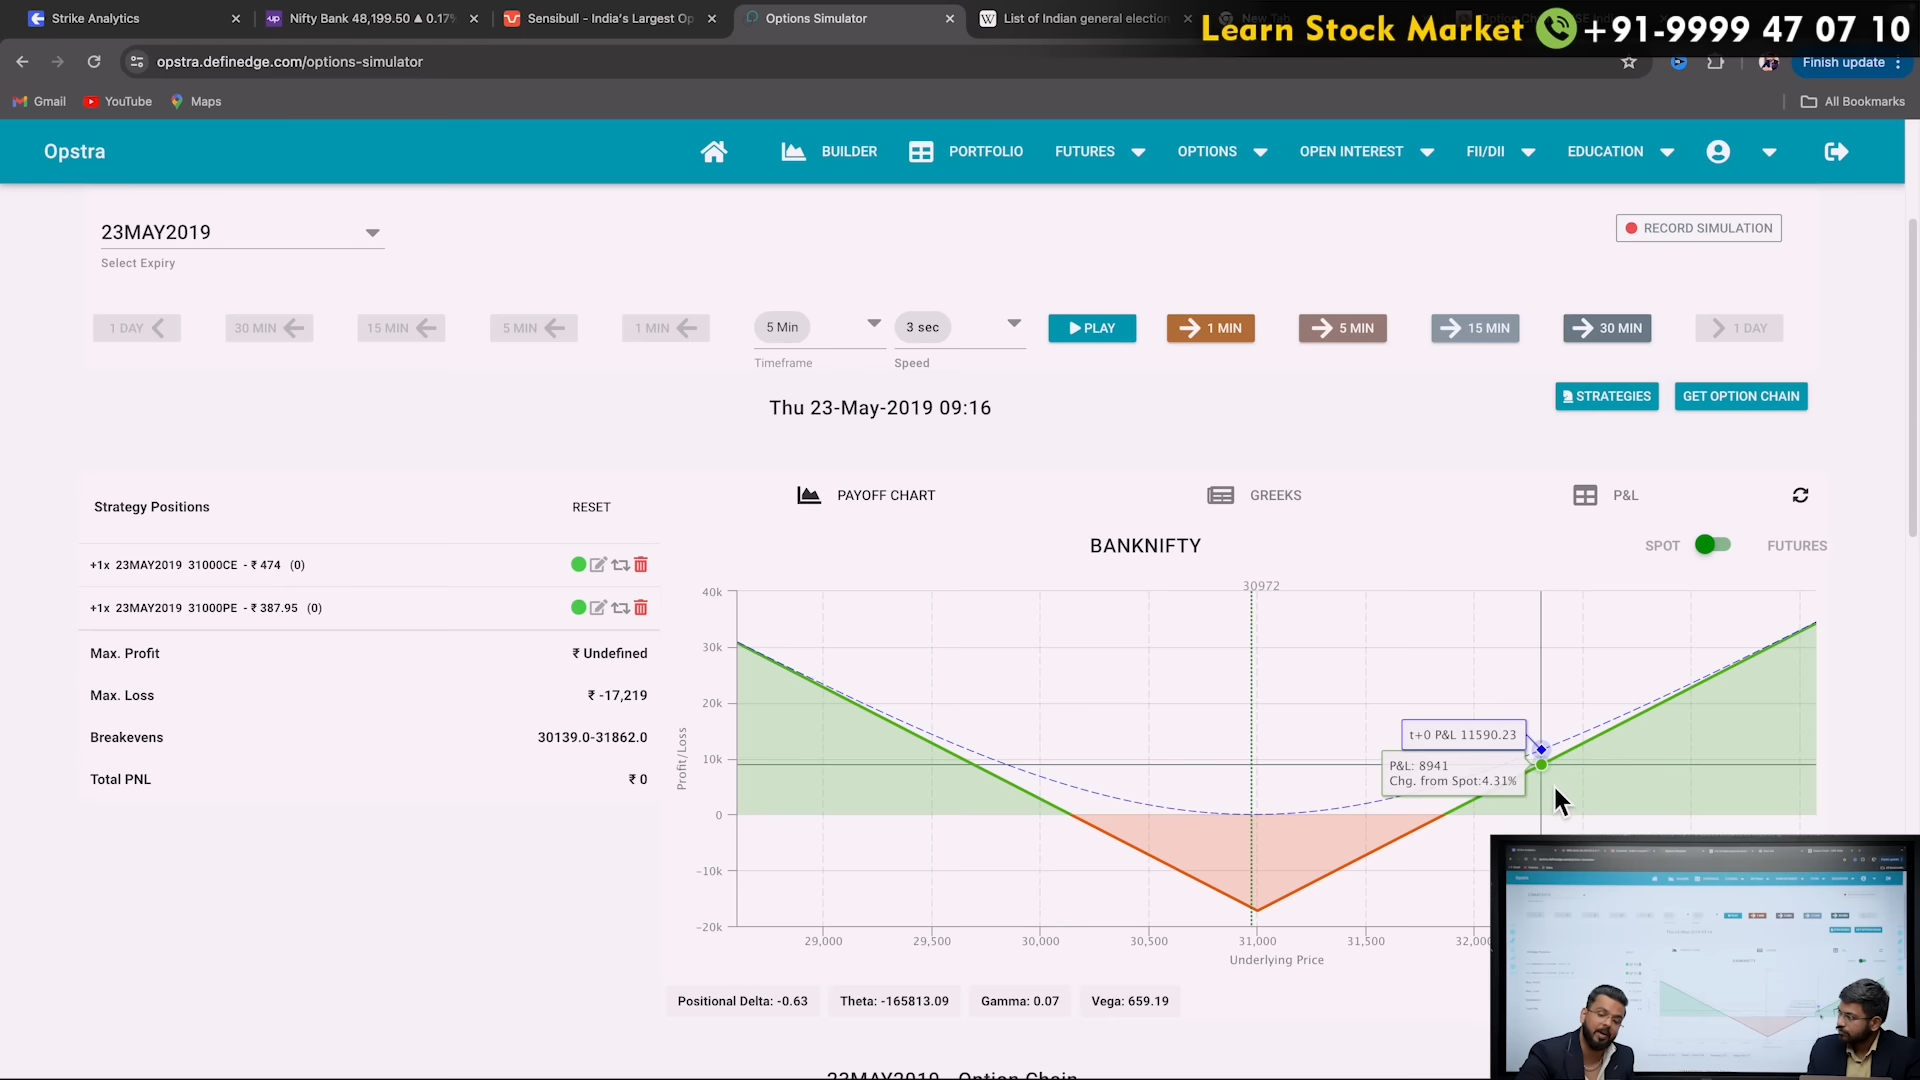 Strike Analytics
Nifty Bank 48,199.50 ▲ 0.17%
Sensibull - India's Largest Op
Options Simulator
List of Indian general election
New Tab
Learn Stock Market +91-9999 47 07 10
opstra.definedge.com/options-simulator
Finish update
Gmail
YouTube
Maps
All Bookmarks
Opstra
BUILDER
PORTFOLIO
FUTURES
OPTIONS
OPEN INTEREST
FII/DII
EDUCATION
23MAY2019
Select Expiry
RECORD SIMULATION
1 DAY
30 MIN
15 MIN
5 MIN
1 MIN
5 Min
Timeframe
3 sec
Speed
PLAY
1 MIN
5 MIN
15 MIN
30 MIN
1 DAY
Thu 23-May-2019 09:16
STRATEGIES
GET OPTION CHAIN
Strategy Positions
RESET
+1x 23MAY2019 31000CE - ₹ 474 (0)
+1x 23MAY2019 31000PE - ₹ 387.95 (0)
Max. Profit ₹ Undefined
Max. Loss ₹ -17,219
Breakevens 30139.0-31862.0
Total PNL ₹ 0
PAYOFF CHART
GREEKS
P&L
BANKNIFTY
SPOT
FUTURES
30972
40k
30k
20k
10k
0
-10k
-20k
Profit/Loss
t+0 P&L 11590.23
P&L: 8941
Chg. from Spot:4.31%
29,000
29,500
30,000
30,500
31,000
31,500
32,000
Underlying Price
Positional Delta: -0.63
Theta: -165813.09
Gamma: 0.07
Vega: 659.19
23MAY2019 - Option Chain